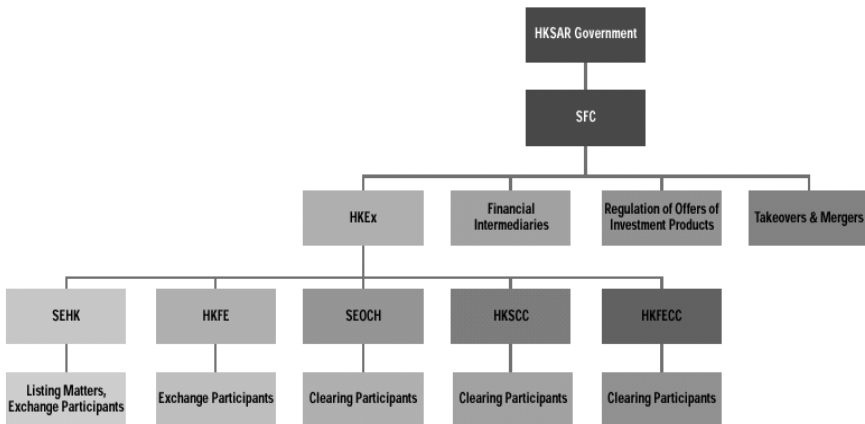 HKSAR Government
SFC
HKEx
Financial
Intermediaries
Regulation of Offers of
Investment Products
Takeovers & Mergers
SEHK
HKFE
SEOCH
HKSCC
HKFECC
Listing Matters,
Exchange Participants
Exchange Participants
Clearing Participants
Clearing Participants
Clearing Participants